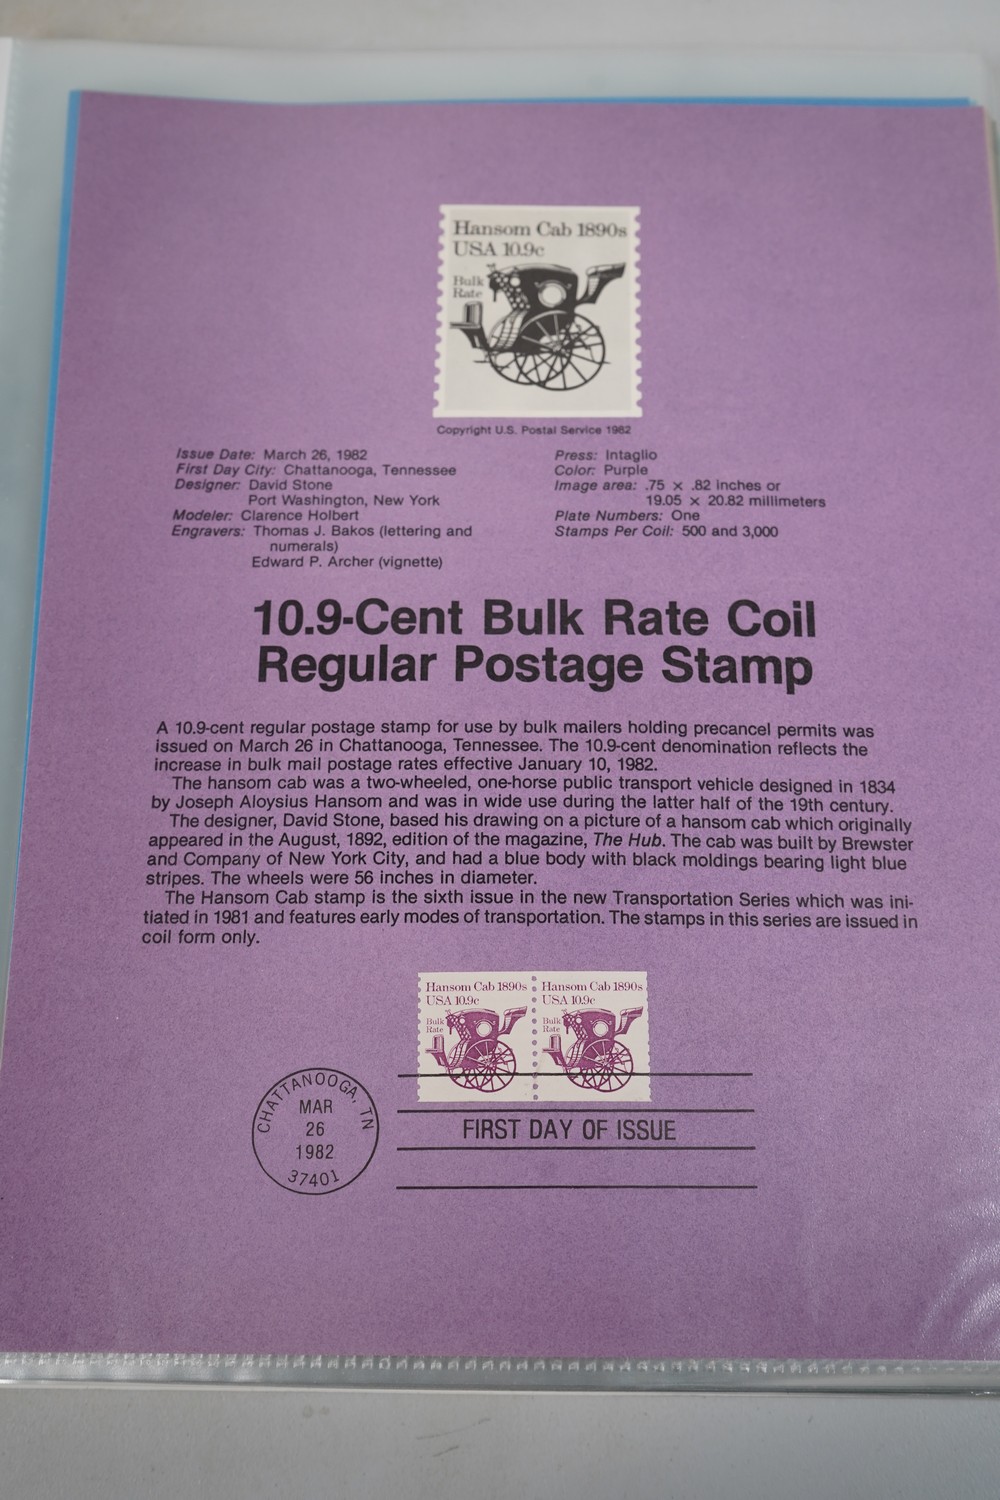 Hansom Cab 1890s
USA 10.9c
Bulk
Rate
Copyright U.S. Postal Service 1982
Issue Date: March 26, 1982
First Day City: Chattanooga, Tennessee
Designer: David Stone
Port Washington, New York
Modeler: Clarence Holbert
Engravers: Thomas J. Bakos (lettering and
numerals)
Edward P. Archer (vignette)
Press: Intaglio
Color: Purple
Image area: .75 × .82 inches or
19.05 × 20.82 millimeters
Plate Numbers: One
Stamps Per Coil: 500 and 3,000
10.9-Cent Bulk Rate Coil
Regular Postage Stamp
A 10.9-cent regular postage stamp for use by bulk mailers holding precancel permits was
issued on March 26 in Chattanooga, Tennessee. The 10.9-cent denomination reflects the
increase in bulk mail postage rates effective January 10, 1982.
The hansom cab was a two-wheeled, one-horse public transport vehicle designed in 1834
by Joseph Aloysius Hansom and was in wide use during the latter half of the 19th century.
The designer, David Stone, based his drawing on a picture of a hansom cab which originally
appeared in the August, 1892, edition of the magazine, The Hub. The cab was built by Brewster
and Company of New York City, and had a blue body with black moldings bearing light blue
stripes. The wheels were 56 inches in diameter.
The Hansom Cab stamp is the sixth issue in the new Transportation Series which was ini-
tiated in 1981 and features early modes of transportation. The stamps in this series are issued in
coil form only.
Hansom Cab 1890s
USA 10.9c
Bulk
Rate
Hansom Cab 1890s
USA 10.9c
Bulk
Rate
CHATTANOOGA, TN
MAR
26
1982
37401
FIRST DAY OF ISSUE